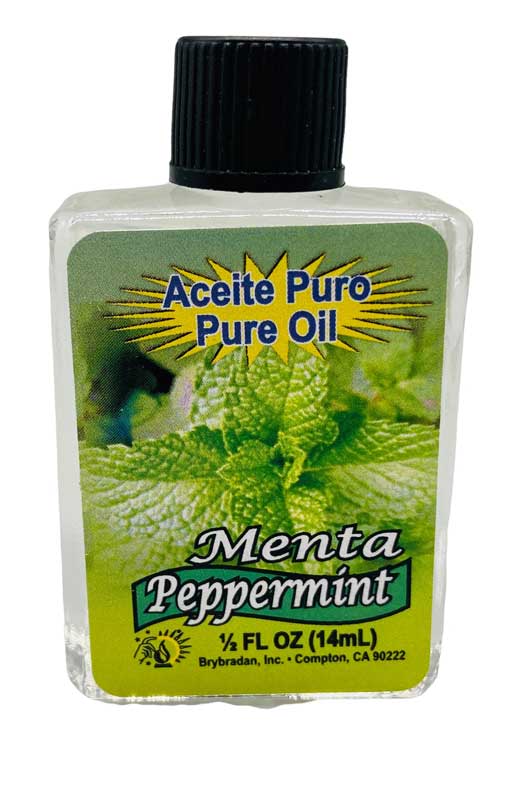 Aceite Puro
Pure Oil
Menta
Peppermint
½ FL OZ (14mL)
Brybradan, Inc. • Compton, CA 90222